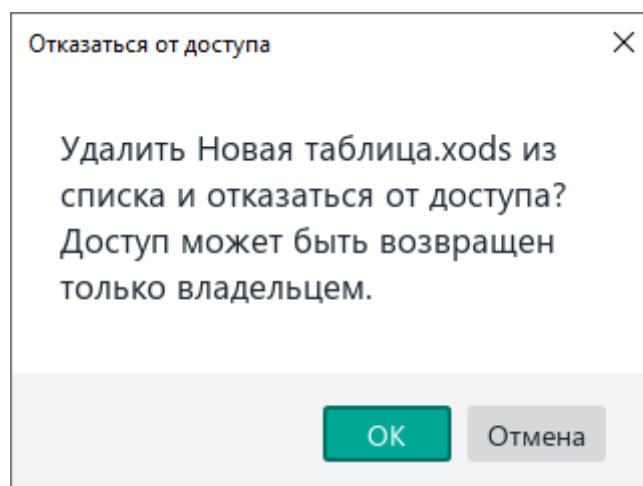 Отказаться от доступа
Удалить Новая таблица.xods из
списка и отказаться от доступа?
Доступ может быть возвращен
только владельцем.
ОК
Отмена